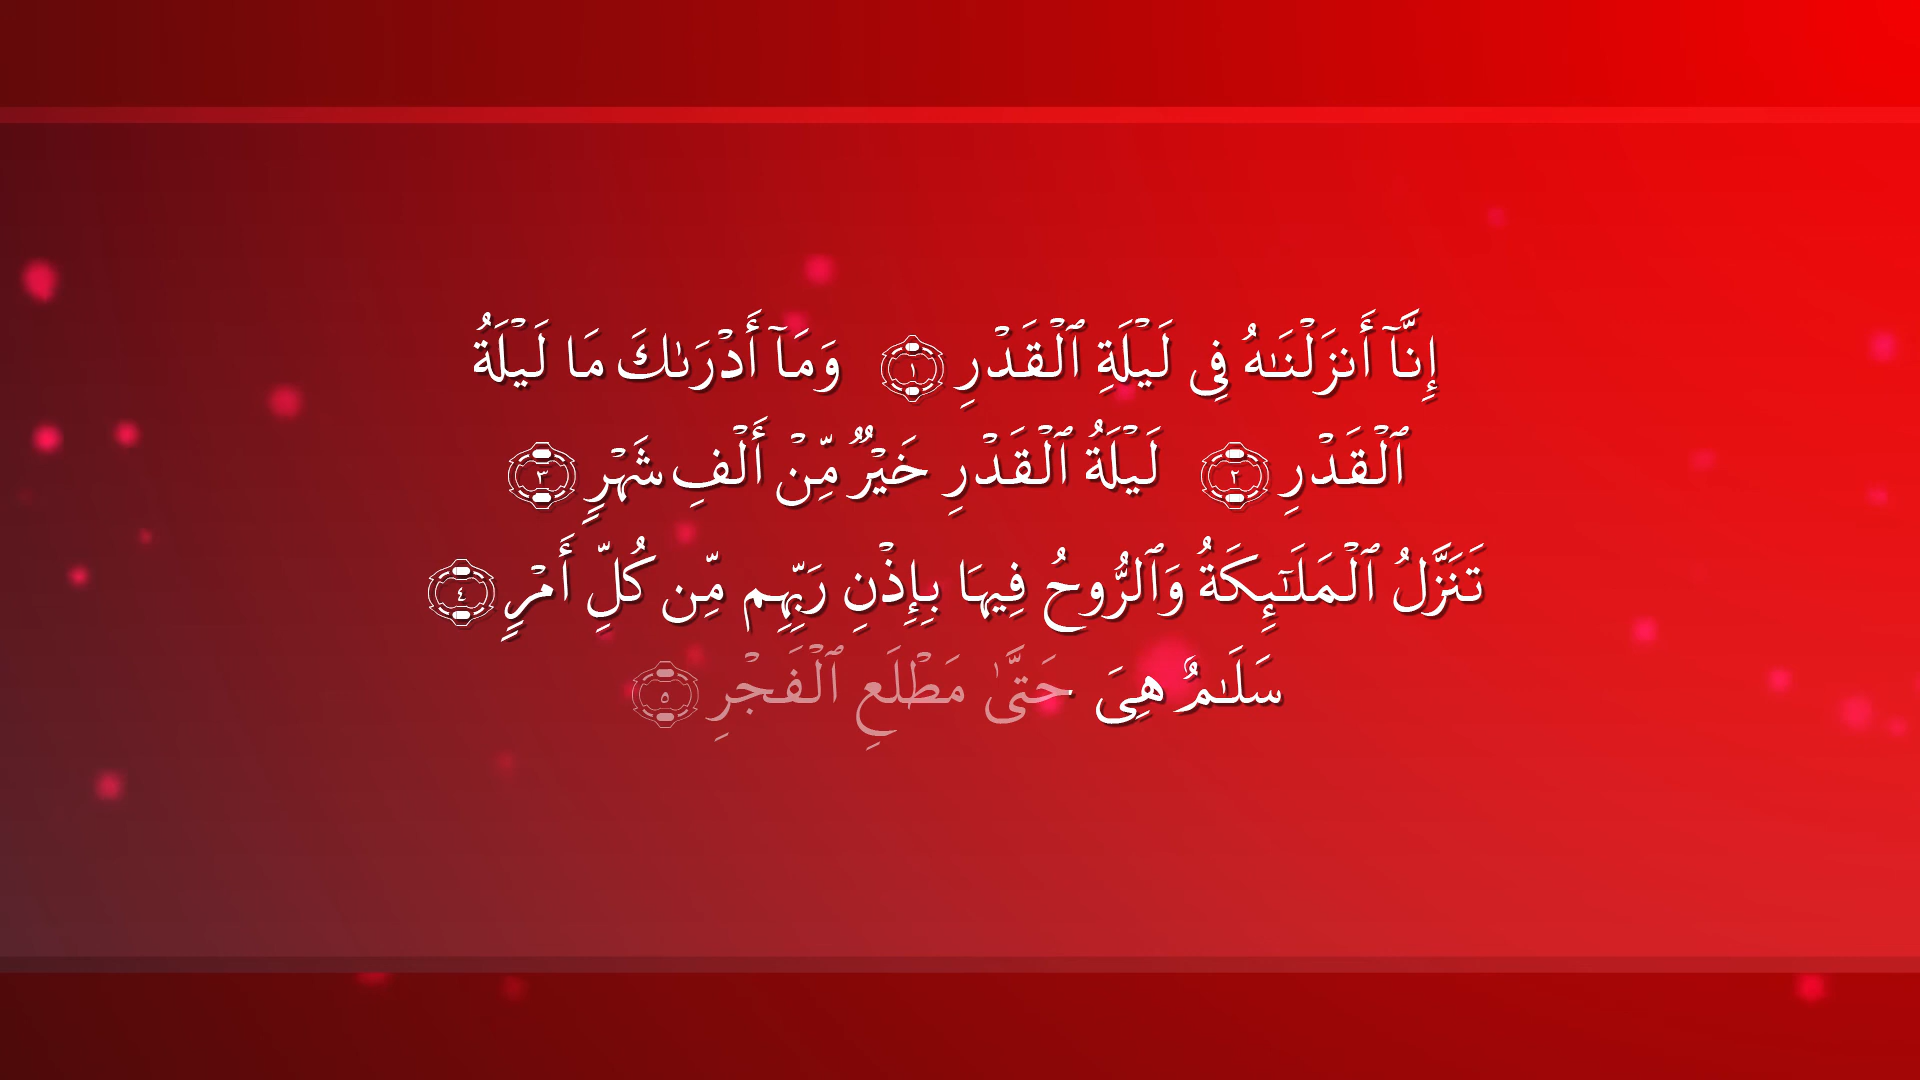 إِنَّآ أَنزَلْنَـٰهُ فِى لَيْلَةِ ٱلْقَدْرِ ١ وَمَآ أَدْرَىٰكَ مَا لَيْلَةُ
ٱلْقَدْرِ ٢ لَيْلَةُ ٱلْقَدْرِ خَيْرٌ مِّنْ أَلْفِ شَهْرٍ ٣
تَنَزَّلُ ٱلْمَلَـٰٓئِكَةُ وَٱلرُّوحُ فِيهَا بِإِذْنِ رَبِّهِم مِّن كُلِّ أَمْرٍ ٤
سَلَـٰمٌ هِىَ حَتَّىٰ مَطْلَعِ ٱلْفَجْرِ ٥